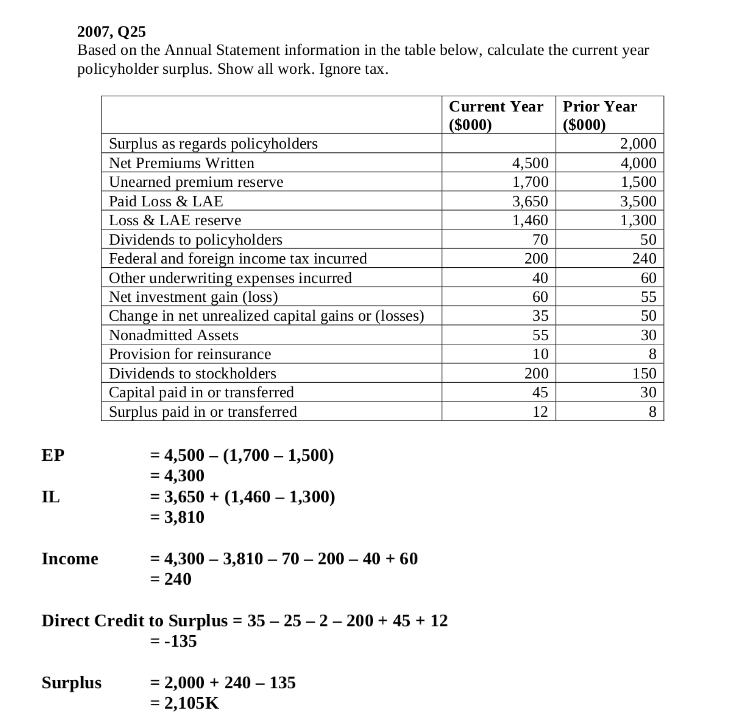 2007, Q25
Based on the Annual Statement information in the table below, calculate the current year
policyholder surplus. Show all work. Ignore tax.
Current Year ($000) Prior Year ($000)
Surplus as regards policyholders 2,000
Net Premiums Written 4,500 4,000
Unearned premium reserve 1,700 1,500
Paid Loss & LAE 3,650 3,500
Loss & LAE reserve 1,460 1,300
Dividends to policyholders 70 50
Federal and foreign income tax incurred 200 240
Other underwriting expenses incurred 40 60
Net investment gain (loss) 60 55
Change in net unrealized capital gains or (losses) 35 50
Nonadmitted Assets 55 30
Provision for reinsurance 10 8
Dividends to stockholders 200 150
Capital paid in or transferred 45 30
Surplus paid in or transferred 12 8
EP = 4,500 – (1,700 – 1,500)
= 4,300
IL = 3,650 + (1,460 – 1,300)
= 3,810
Income = 4,300 – 3,810 – 70 – 200 – 40 + 60
= 240
Direct Credit to Surplus = 35 – 25 – 2 – 200 + 45 + 12
= -135
Surplus = 2,000 + 240 – 135
= 2,105K